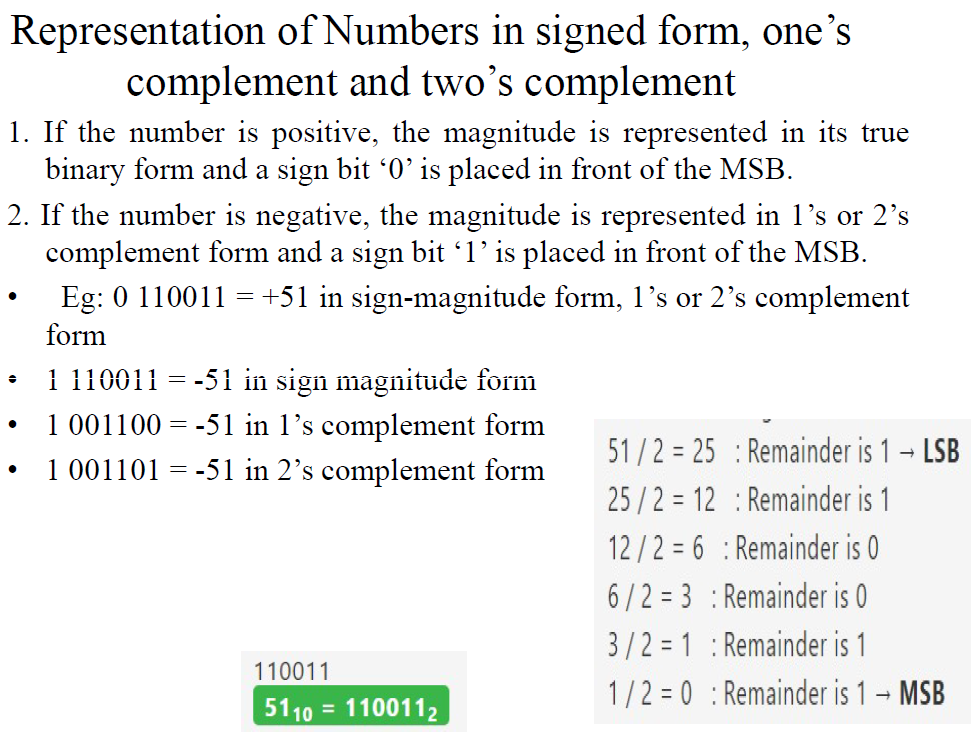 Representation of Numbers in signed form, one’s
complement and two’s complement
1. If the number is positive, the magnitude is represented in its true
binary form and a sign bit ‘0’ is placed in front of the MSB.
2. If the number is negative, the magnitude is represented in 1’s or 2’s
complement form and a sign bit ‘1’ is placed in front of the MSB.
• Eg: 0 110011 = +51 in sign-magnitude form, 1’s or 2’s complement
form
• 1 110011 = -51 in sign magnitude form
• 1 001100 = -51 in 1’s complement form
• 1 001101 = -51 in 2’s complement form
51 / 2 = 25 : Remainder is 1 → LSB
25 / 2 = 12 : Remainder is 1
12 / 2 = 6 : Remainder is 0
6 / 2 = 3 : Remainder is 0
3 / 2 = 1 : Remainder is 1
1 / 2 = 0 : Remainder is 1 → MSB
110011
51₁₀ = 110011₂